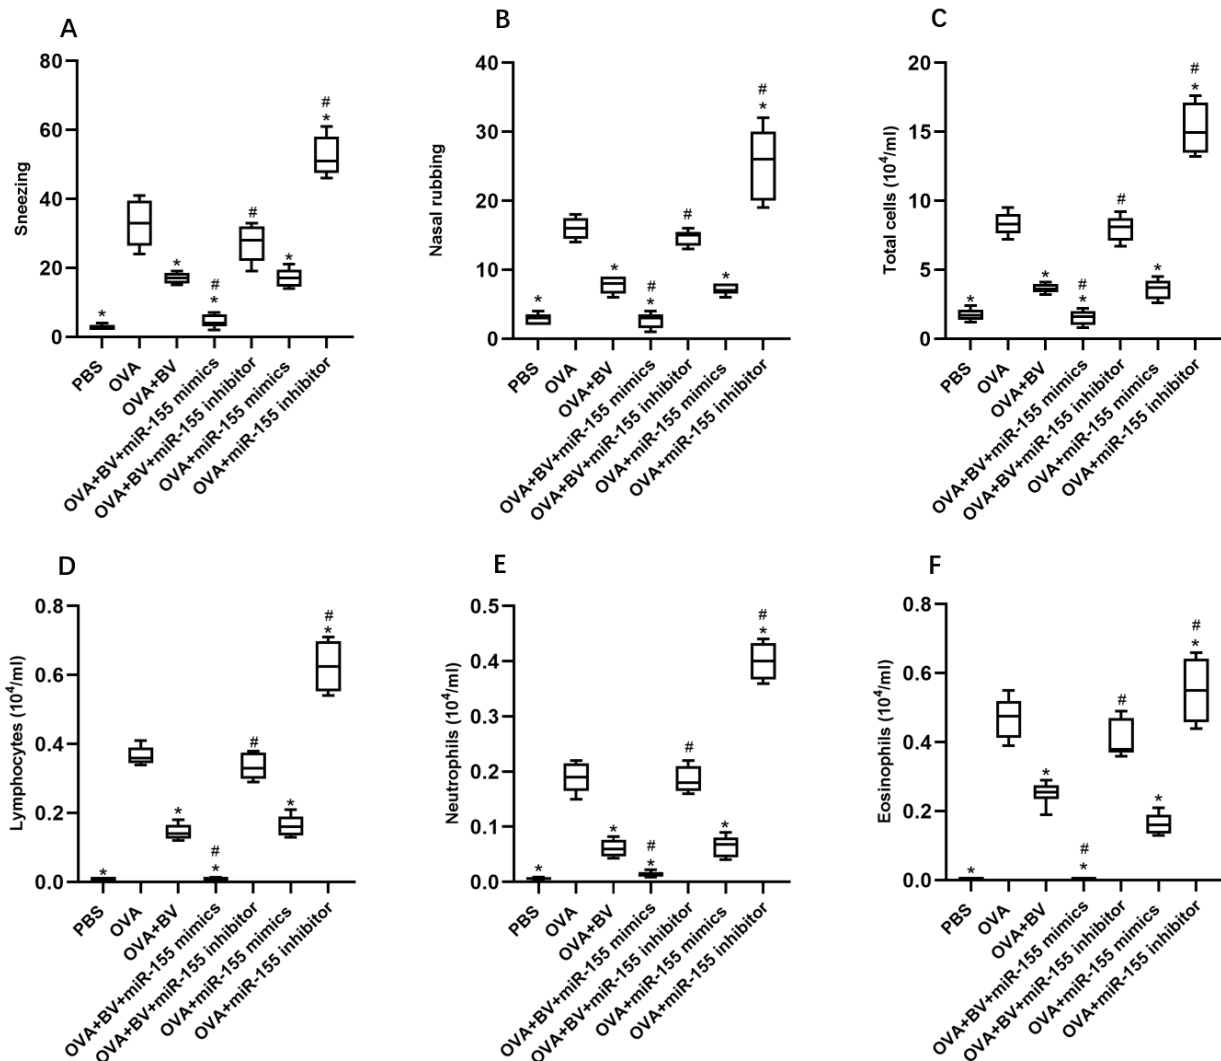 A
Sneezing
80
60
40
20
0
*
*
#
*
#
*
#
*
PBS
OVA
OVA+BV
OVA+BV+miR-155 mimics
OVA+BV+miR-155 inhibitor
OVA+miR-155 mimics
OVA+miR-155 inhibitor
B
Nasal rubbing
40
30
20
10
0
*
*
#
*
#
*
#
*
PBS
OVA
OVA+BV
OVA+BV+miR-155 mimics
OVA+BV+miR-155 inhibitor
OVA+miR-155 mimics
OVA+miR-155 inhibitor
C
Total cells (10⁴/ml)
20
15
10
5
0
*
*
#
*
#
*
#
*
PBS
OVA
OVA+BV
OVA+BV+miR-155 mimics
OVA+BV+miR-155 inhibitor
OVA+miR-155 mimics
OVA+miR-155 inhibitor
D
Lymphocytes (10⁴/ml)
0.8
0.6
0.4
0.2
0.0
*
*
#
*
#
*
#
*
PBS
OVA
OVA+BV
OVA+BV+miR-155 mimics
OVA+BV+miR-155 inhibitor
OVA+miR-155 mimics
OVA+miR-155 inhibitor
E
Neutrophils (10⁴/ml)
0.5
0.4
0.3
0.2
0.1
0.0
*
*
#
*
#
*
#
*
PBS
OVA
OVA+BV
OVA+BV+miR-155 mimics
OVA+BV+miR-155 inhibitor
OVA+miR-155 mimics
OVA+miR-155 inhibitor
F
Eosinophils (10⁴/ml)
0.8
0.6
0.4
0.2
0.0
*
*
#
*
#
*
#
*
PBS
OVA
OVA+BV
OVA+BV+miR-155 mimics
OVA+BV+miR-155 inhibitor
OVA+miR-155 mimics
OVA+miR-155 inhibitor